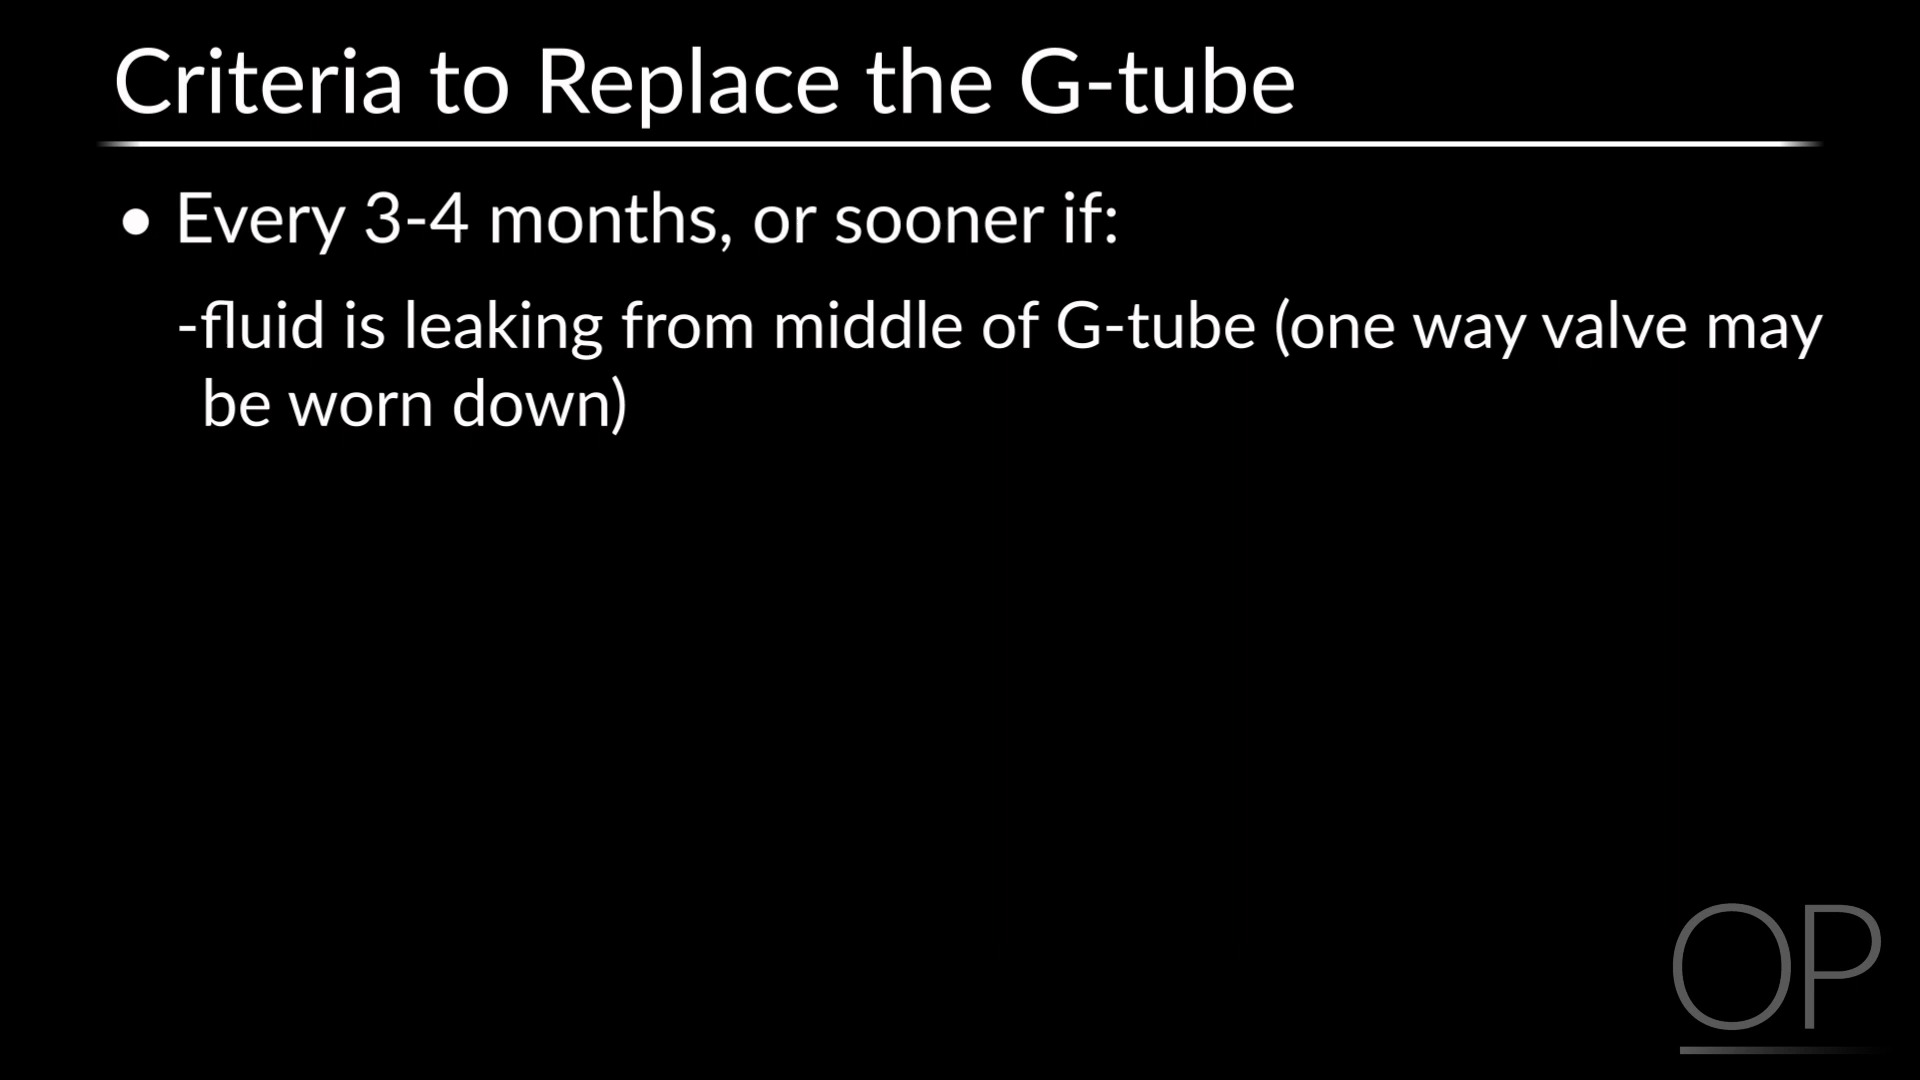 Criteria to Replace the G-tube
• Every 3-4 months, or sooner if:
-fluid is leaking from middle of G-tube (one way valve may
be worn down)
OP